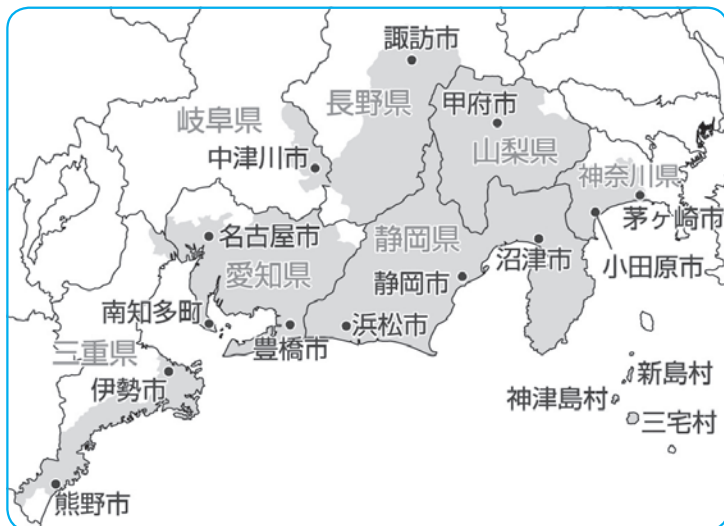 諏訪市
長野県
甲府市
岐阜県
中津川市
山梨県
神奈川県
茅ヶ崎市
名古屋市
静岡県
沼津市
小田原市
愛知県
静岡市
南知多町
豊橋市
浜松市
三重県
伊勢市
新島村
神津島村
三宅村
熊野市